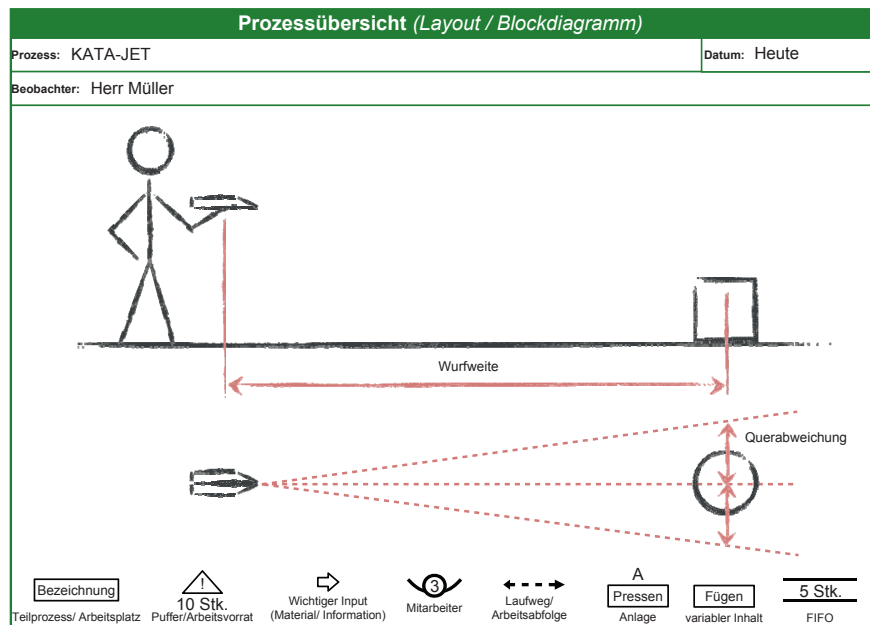 Prozessübersicht (Layout / Blockdiagramm)
Prozess: KATA-JET
Datum: Heute
Beobachter: Herr Müller
Wurfweite
Querabweichung
Bezeichnung
Teilprozess/ Arbeitsplatz
!
10 Stk.
Puffer/Arbeitsvorrat
Wichtiger Input
(Material/ Information)
3
Mitarbeiter
Laufweg/
Arbeitsabfolge
A
Pressen
Anlage
Fügen
variabler Inhalt
5 Stk.
FIFO